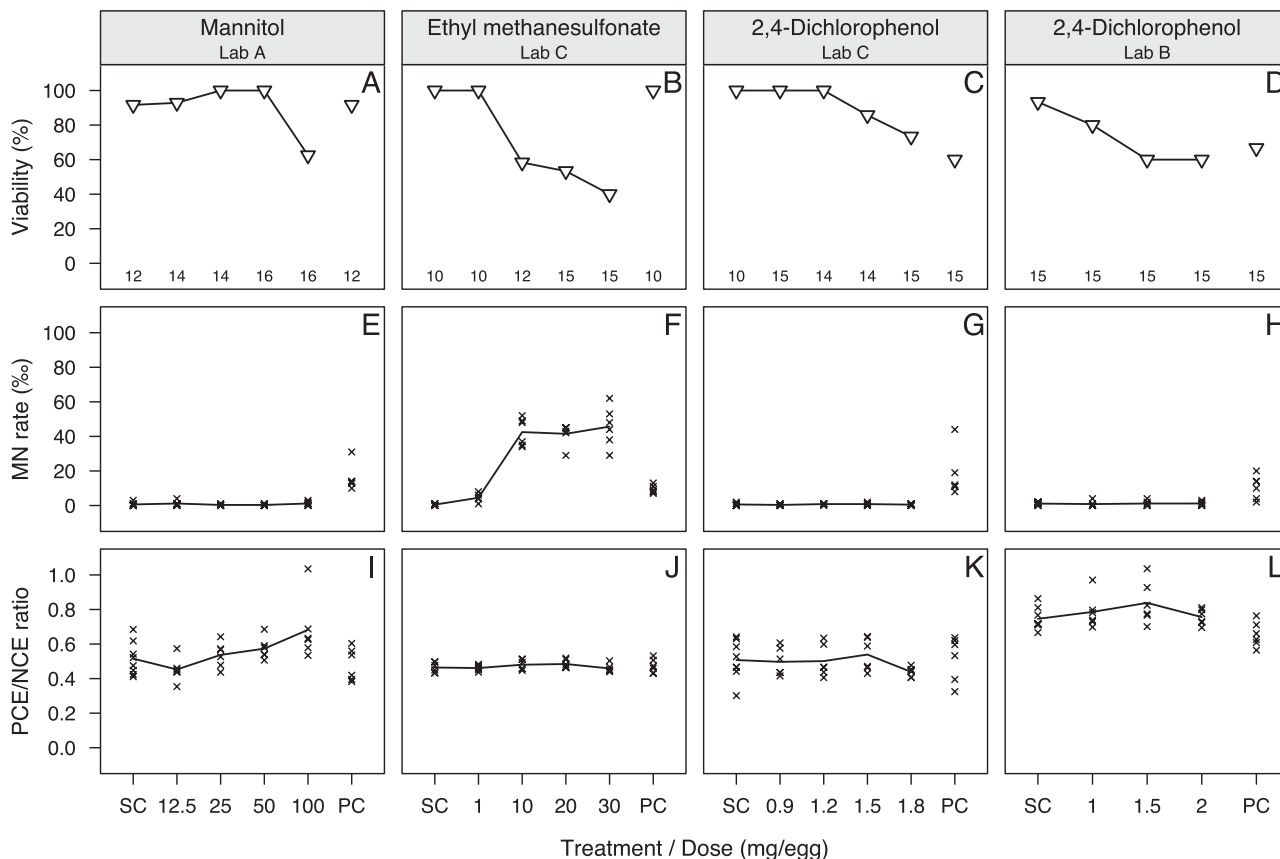 Mannitol
Lab A
Ethyl methanesulfonate
Lab C
2,4-Dichlorophenol
Lab C
2,4-Dichlorophenol
Lab B
Viability (%)
100
80
60
40
20
0
A
12 14 14 16 16 12
B
10 10 12 15 15 10
C
10 15 14 14 15 15
D
15 15 15 15 15
MN rate (‰)
100
80
60
40
20
0
E
F
G
H
PCE/NCE ratio
1.0
0.8
0.6
0.4
0.2
0.0
I
J
K
L
SC 12.5 25 50 100 PC
SC 1 10 20 30 PC
SC 0.9 1.2 1.5 1.8 PC
SC 1 1.5 2 PC
Treatment / Dose (mg/egg)